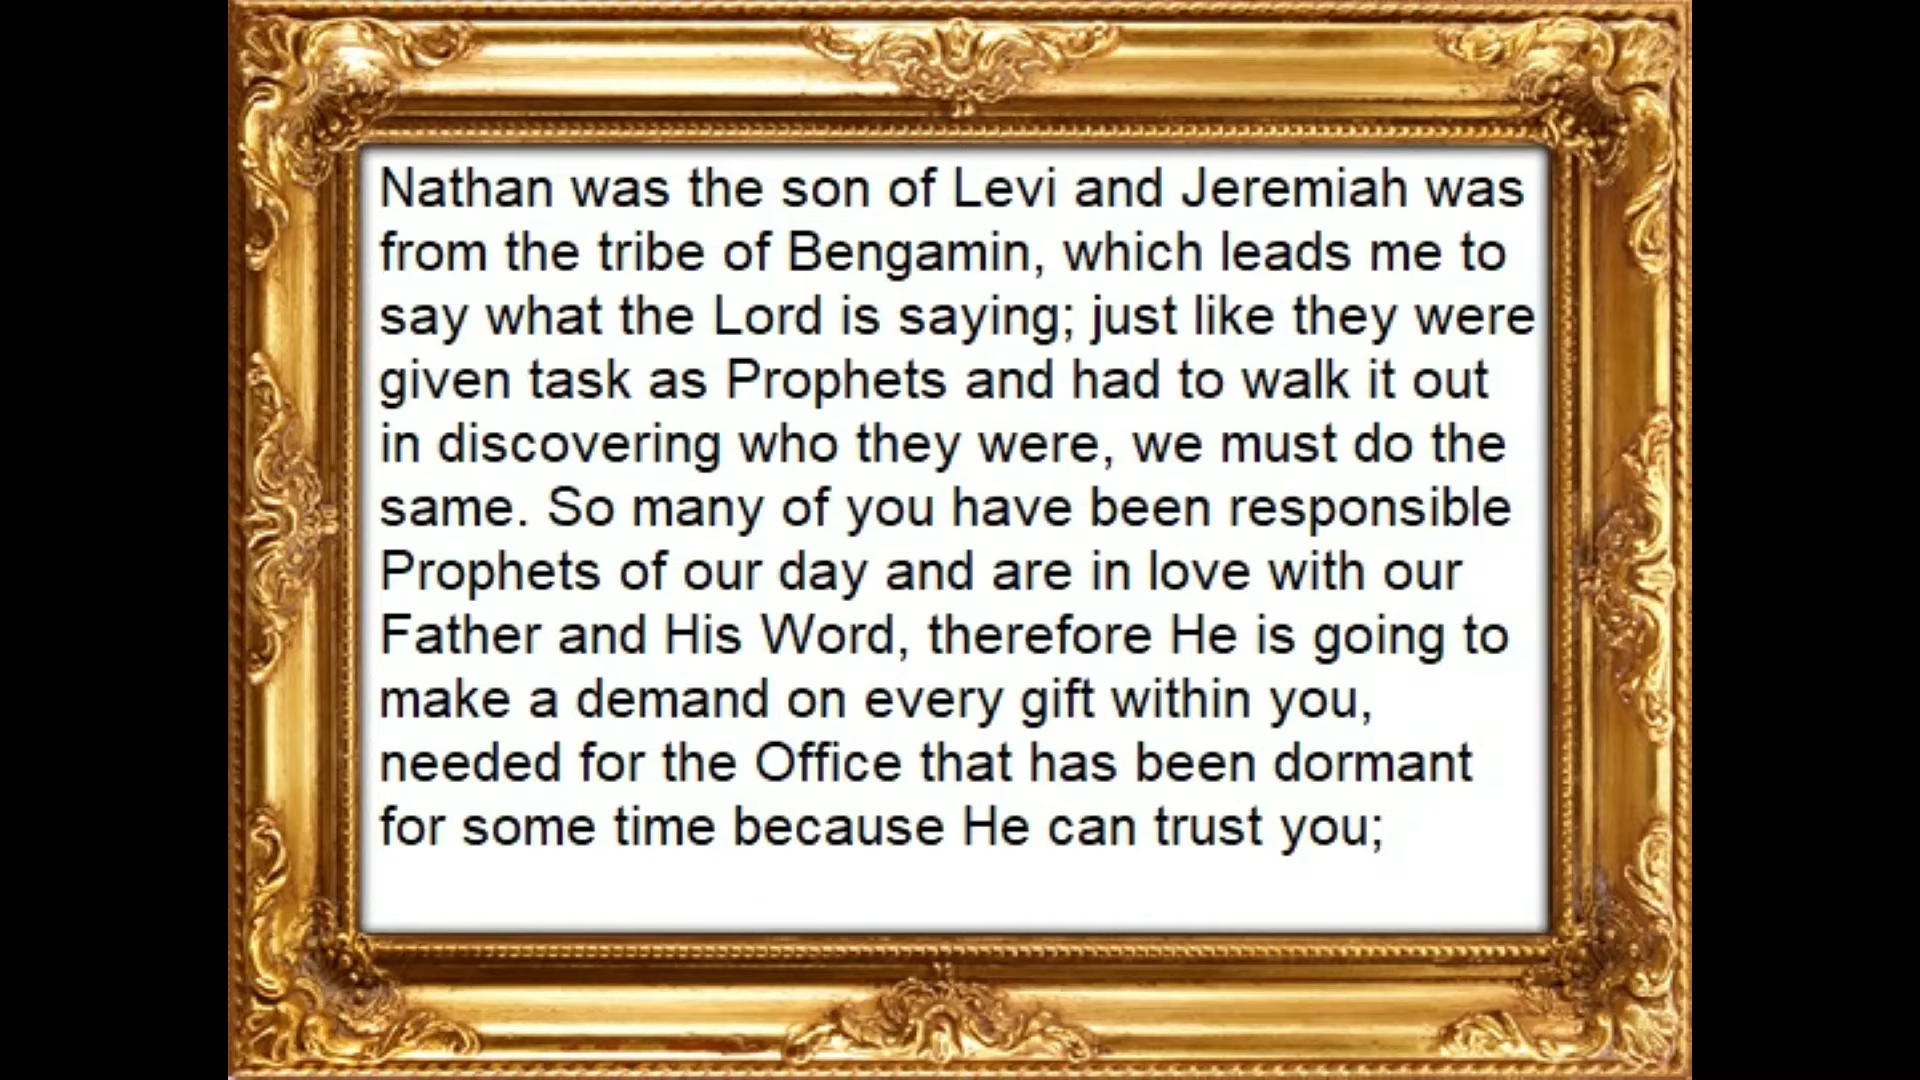 Nathan was the son of Levi and Jeremiah was
from the tribe of Bengamin, which leads me to
say what the Lord is saying; just like they were
given task as Prophets and had to walk it out
in discovering who they were, we must do the
same. So many of you have been responsible
Prophets of our day and are in love with our
Father and His Word, therefore He is going to
make a demand on every gift within you,
needed for the Office that has been dormant
for some time because He can trust you;